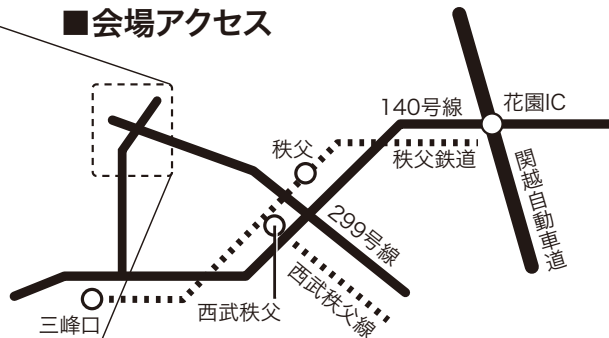 ■会場アクセス
140号線
花園IC
秩父
秩父鉄道
関越自動車道
299号線
西武秩父線
西武秩父
三峰口